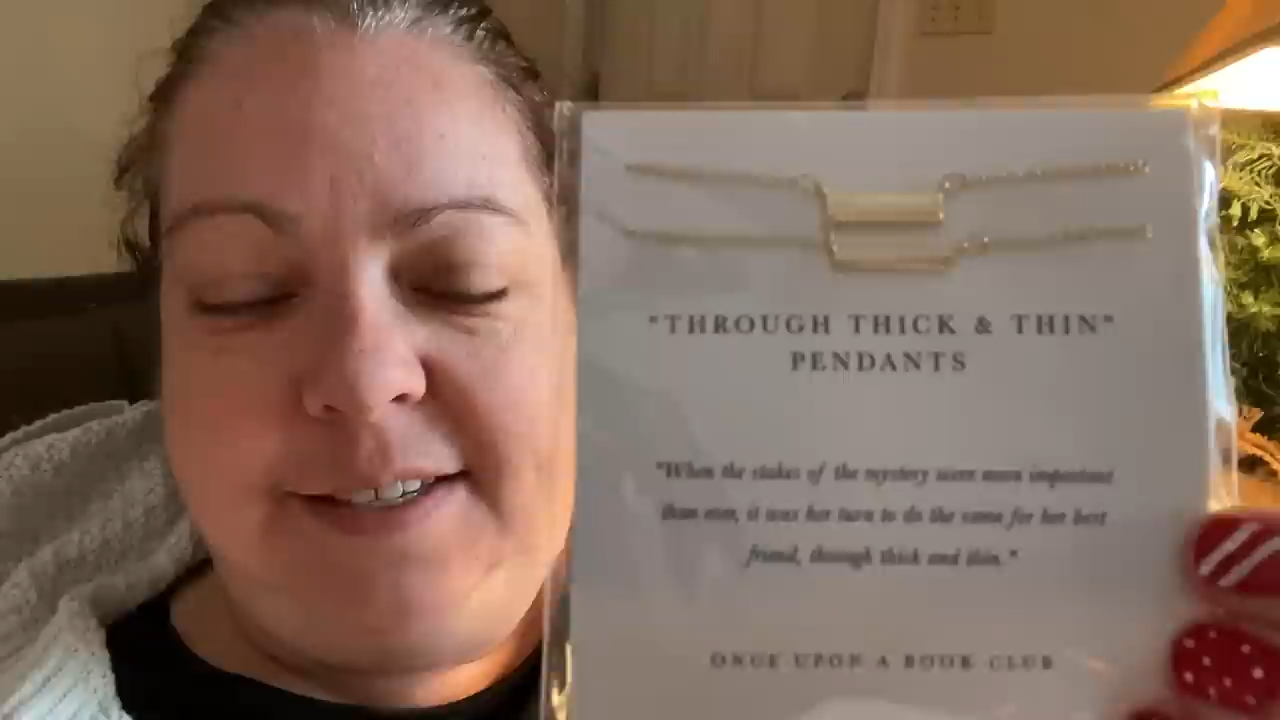 "THROUGH THICK & THIN"
PENDANTS
"When the stakes of the mystery were more important
than ever, it was her turn to do the same for her best
friend, through thick and thin."
ONCE UPON A BOOK CLUB